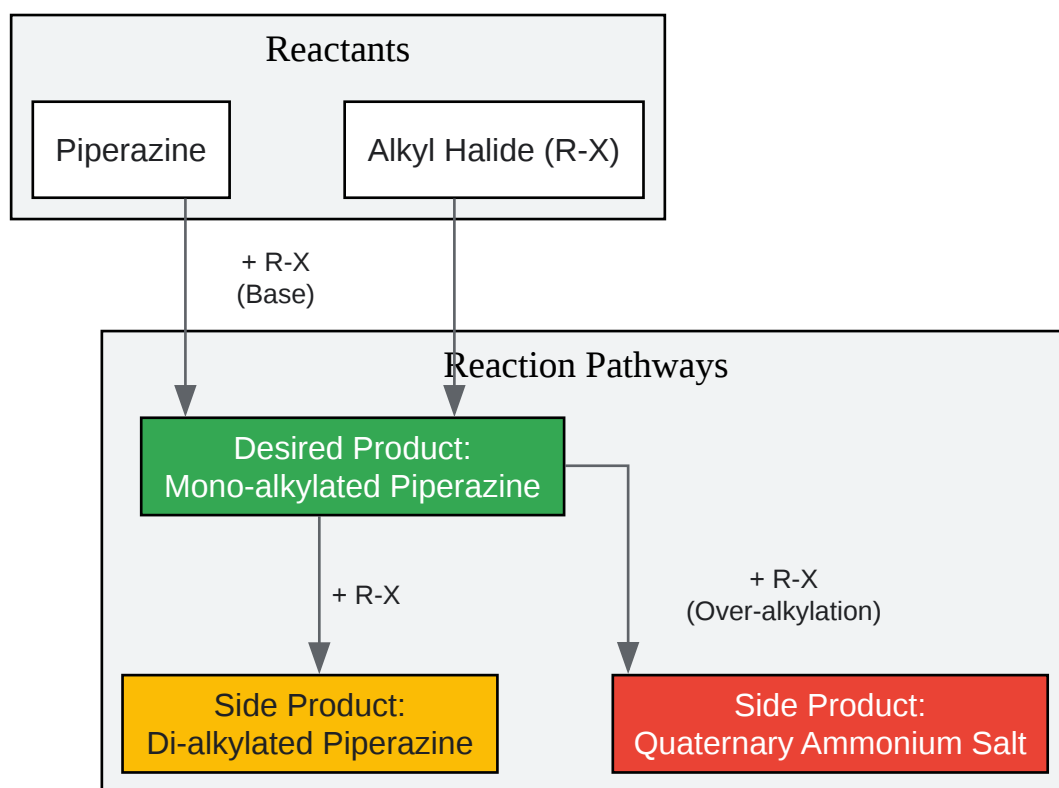 Reactants
Piperazine
Alkyl Halide (R-X)
+ R-X
(Base)
Reaction Pathways
Desired Product:
Mono-alkylated Piperazine
+ R-X
+ R-X
(Over-alkylation)
Side Product:
Di-alkylated Piperazine
Side Product:
Quaternary Ammonium Salt